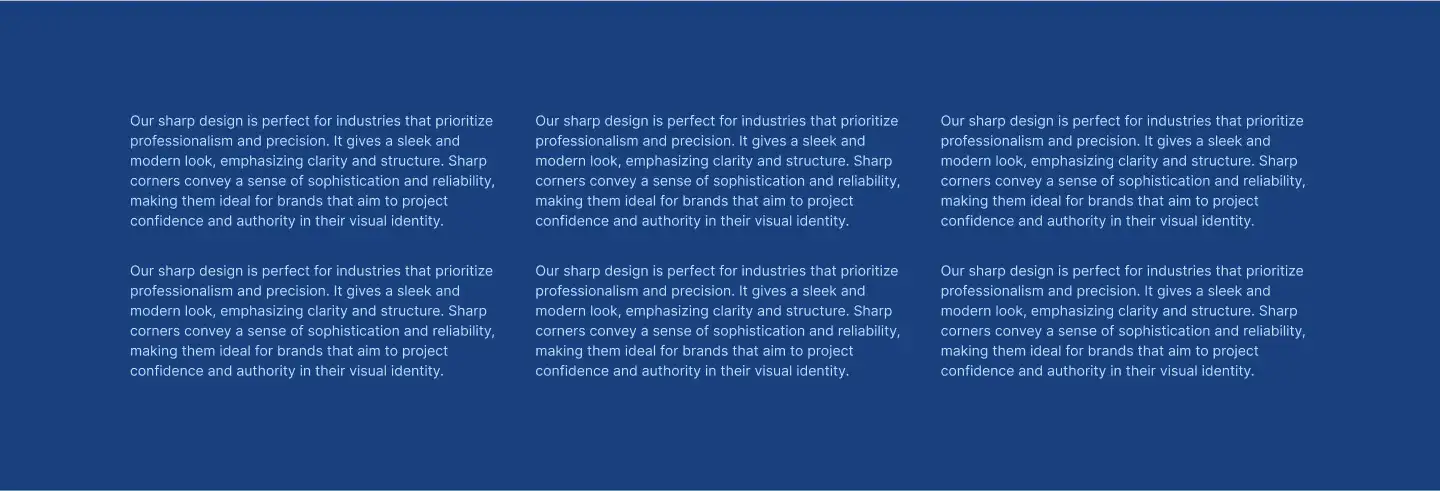 Our sharp design is perfect for industries that prioritize
professionalism and precision. It gives a sleek and
modern look, emphasizing clarity and structure. Sharp
corners convey a sense of sophistication and reliability,
making them ideal for brands that aim to project
confidence and authority in their visual identity.
Our sharp design is perfect for industries that prioritize
professionalism and precision. It gives a sleek and
modern look, emphasizing clarity and structure. Sharp
corners convey a sense of sophistication and reliability,
making them ideal for brands that aim to project
confidence and authority in their visual identity.
Our sharp design is perfect for industries that prioritize
professionalism and precision. It gives a sleek and
modern look, emphasizing clarity and structure. Sharp
corners convey a sense of sophistication and reliability,
making them ideal for brands that aim to project
confidence and authority in their visual identity.
Our sharp design is perfect for industries that prioritize
professionalism and precision. It gives a sleek and
modern look, emphasizing clarity and structure. Sharp
corners convey a sense of sophistication and reliability,
making them ideal for brands that aim to project
confidence and authority in their visual identity.
Our sharp design is perfect for industries that prioritize
professionalism and precision. It gives a sleek and
modern look, emphasizing clarity and structure. Sharp
corners convey a sense of sophistication and reliability,
making them ideal for brands that aim to project
confidence and authority in their visual identity.
Our sharp design is perfect for industries that prioritize
professionalism and precision. It gives a sleek and
modern look, emphasizing clarity and structure. Sharp
corners convey a sense of sophistication and reliability,
making them ideal for brands that aim to project
confidence and authority in their visual identity.